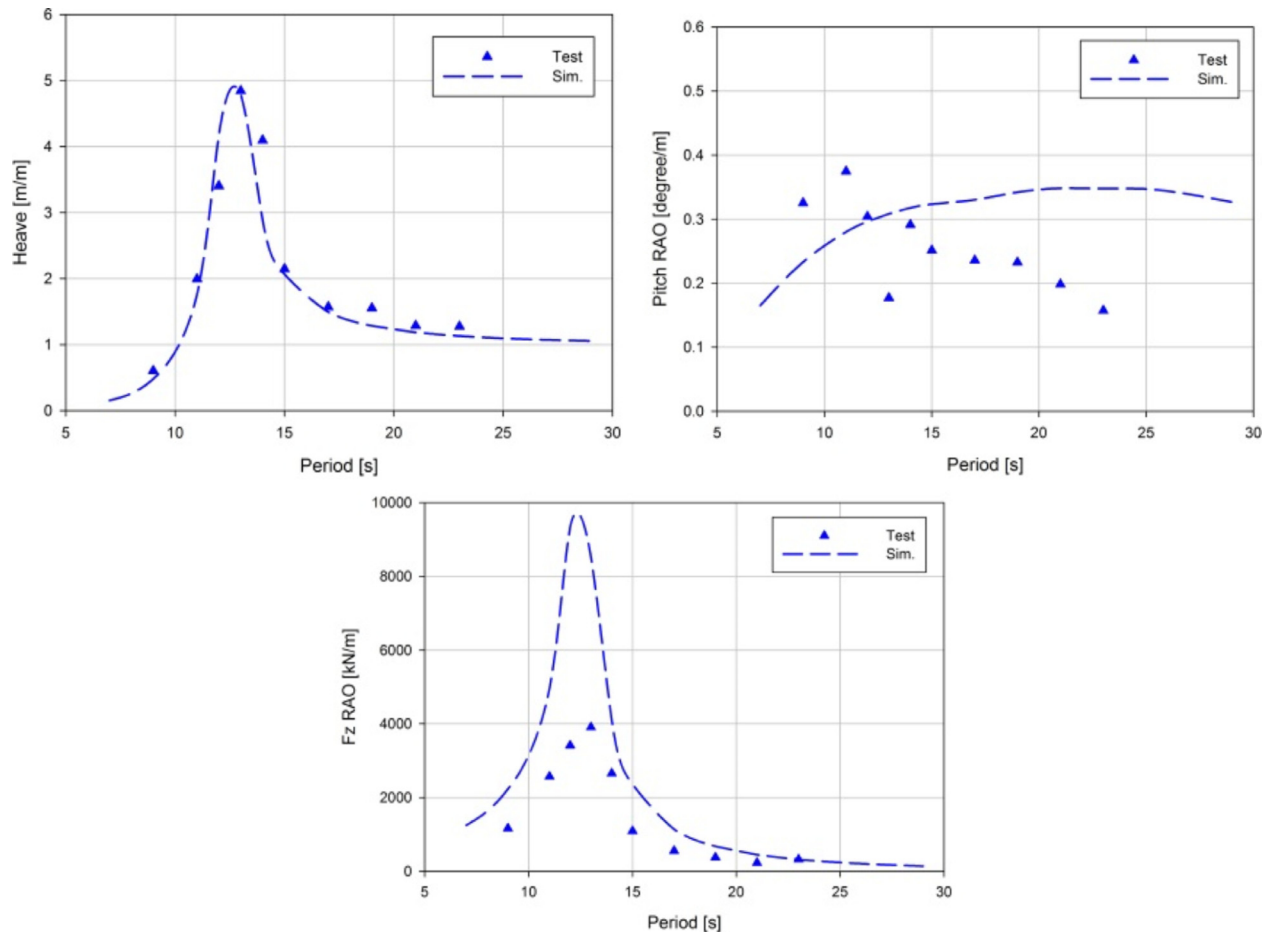 6
5
4
3
2
1
0
Heave [m/m]
Test
Sim.
5 10 15 20 25 30
Period [s]
0.6
0.5
0.4
0.3
0.2
0.1
0.0
Pitch RAO [degree/m]
Test
Sim.
5 10 15 20 25 30
Period [s]
10000
8000
6000
4000
2000
0
Fz RAO [kN/m]
Test
Sim.
5 10 15 20 25 30
Period [s]